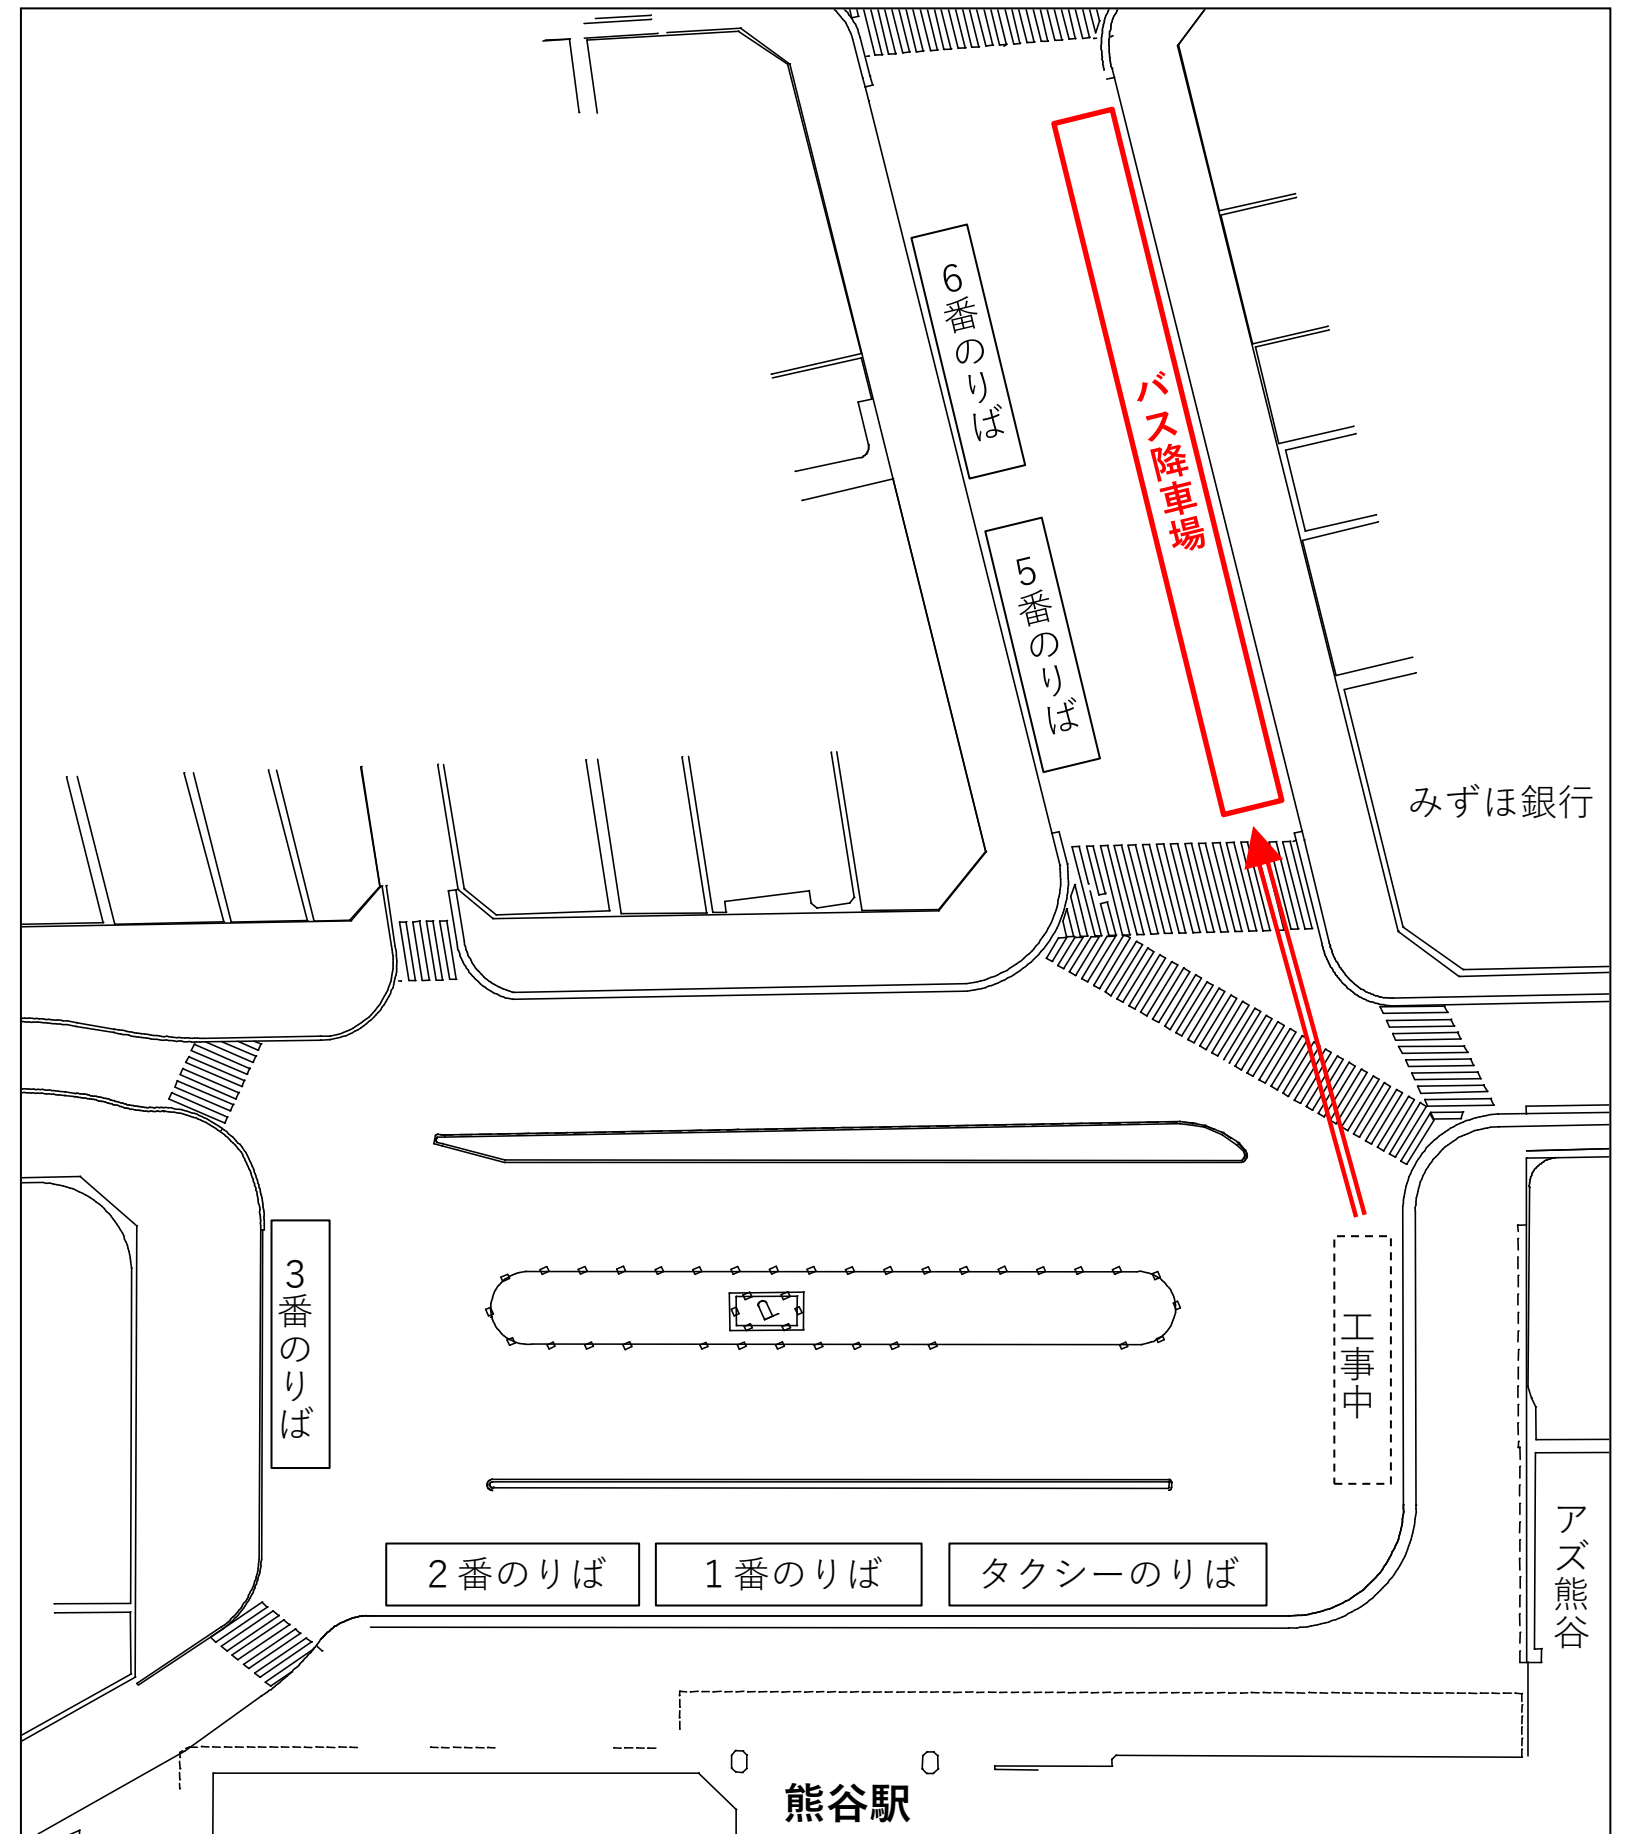 6番のりば
バス降車場
5番のりば
みずほ銀行
3番のりば
P
工事中
アズ熊谷
2番のりば
1番のりば
タクシーのりば
熊谷駅